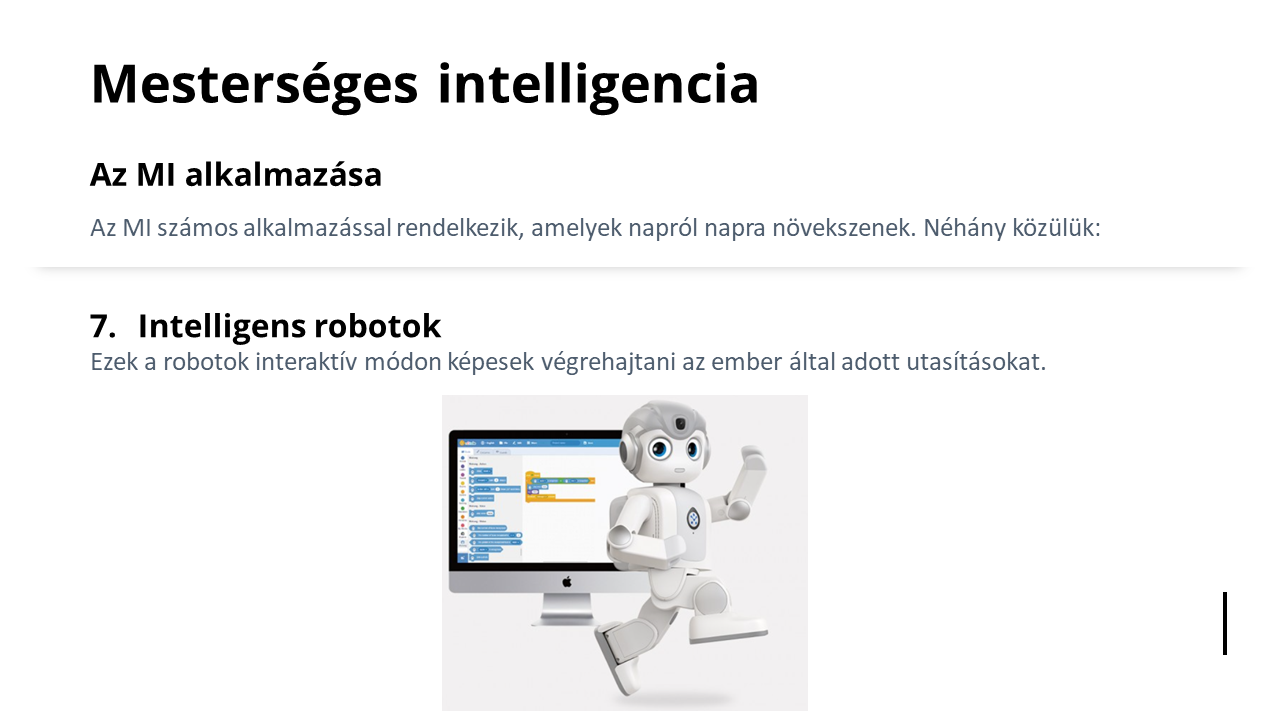 Mesterséges intelligencia
Az MI alkalmazása
Az MI számos alkalmazással rendelkezik, amelyek napról napra növekszenek. Néhány közülük:
7. Intelligens robotok
Ezek a robotok interaktív módon képesek végrehajtani az ember által adott utasításokat.